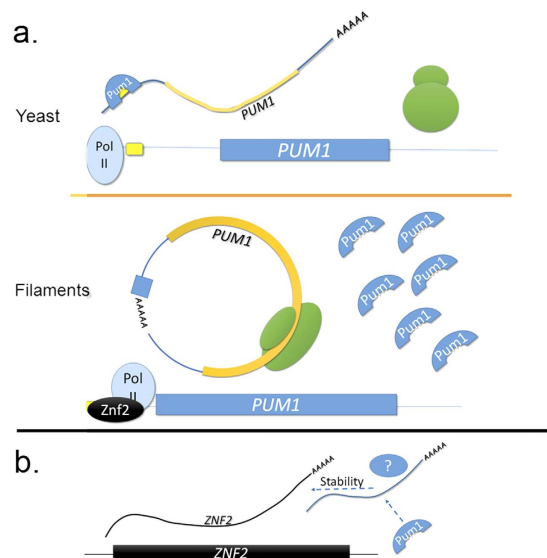 a.
AAAAA
Pum1
PUM1
Yeast
Pol
II
PUM1
PUM1
Pum1
Pum1
Pum1
Pum1
Pum1
Pum1
Filaments
AAAAA
Pol
II
Znf2
PUM1
b.
AAAAA
AAAAA
?
Stability
ZNF2
Pum1
ZNF2